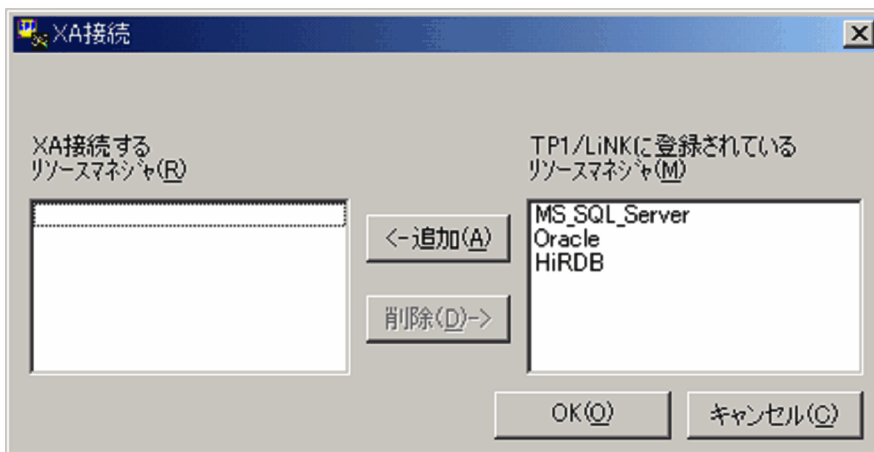 XA接続
XA接続する
リソースマネジャ(R)
TP1/LiNKに登録されている
リソースマネジャ(M)
<-追加(A)
削除(D)->
MS_SQL_Server
Oracle
HiRDB
OK(O)
キャンセル(C)